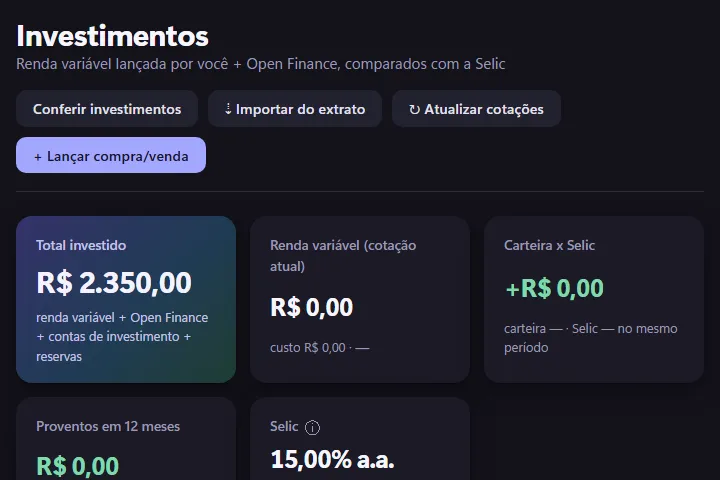 Investimentos
Renda variável lançada por você + Open Finance, comparados com a Selic
Conferir investimentos
⇣ Importar do extrato
↻ Atualizar cotações
+ Lançar compra/venda
Total investido
R$ 2.350,00
renda variável + Open Finance
+ contas de investimento +
reservas
Renda variável (cotação
atual)
R$ 0,00
custo R$ 0,00 · —
Carteira x Selic
+R$ 0,00
carteira — · Selic — no mesmo
período
Proventos em 12 meses
R$ 0,00
Selic ⓘ
15,00% a.a.